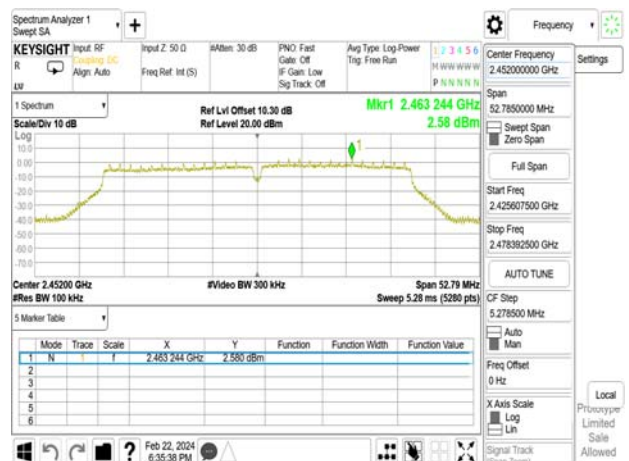 Spectrum Analyzer 1
Swept SA
+
Frequency
KEYSIGHT
R
Input: RF
Coupling: DC
Align: Auto
Input Z: 50 Ω
Freq Ref: Int (S)
#Atten: 30 dB
PNO: Fast
Gate: Off
IF Gain: Low
Sig Track: Off
Avg Type: Log-Power
Trig: Free Run
1 2 3 4 5 6
M W W W W W
P N N N N N
1 Spectrum
Scale/Div 10 dB
Log
Ref Lvl Offset 10.30 dB
Ref Level 20.00 dBm
Mkr1 2.463 244 GHz
2.58 dBm
10.0
0.00
-10.0
-20.0
-30.0
-40.0
-50.0
-60.0
-70.0
1
Center 2.45200 GHz
#Res BW 100 kHz
#Video BW 300 kHz
Span 52.79 MHz
Sweep 5.28 ms (5280 pts)
5 Marker Table
Mode Trace Scale X Y Function Function Width Function Value
1 N 1 f 2.463 244 GHz 2.580 dBm
2
3
4
5
6
Feb 22, 2024
6:35:38 PM
Center Frequency
2.452000000 GHz
Settings
Span
52.7850000 MHz
Swept Span
Zero Span
Full Span
Start Freq
2.425607500 GHz
Stop Freq
2.478392500 GHz
AUTO TUNE
CF Step
5.278500 MHz
Auto
Man
Freq Offset
0 Hz
X Axis Scale
Log
Lin
Signal Track
Local
Prototype
Limited
Sale
Allowed